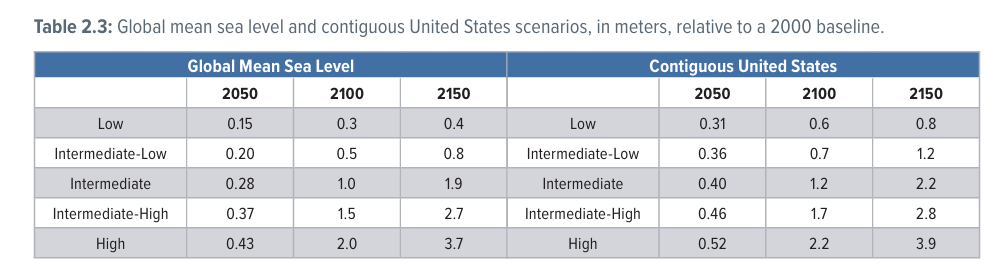 Table 2.3: Global mean sea level and contiguous United States scenarios, in meters, relative to a 2000 baseline.
Global Mean Sea Level Contiguous United States
2050 2100 2150 2050 2100 2150
Low 0.15 0.3 0.4 Low 0.31 0.6 0.8
Intermediate-Low 0.20 0.5 0.8 Intermediate-Low 0.36 0.7 1.2
Intermediate 0.28 1.0 1.9 Intermediate 0.40 1.2 2.2
Intermediate-High 0.37 1.5 2.7 Intermediate-High 0.46 1.7 2.8
High 0.43 2.0 3.7 High 0.52 2.2 3.9